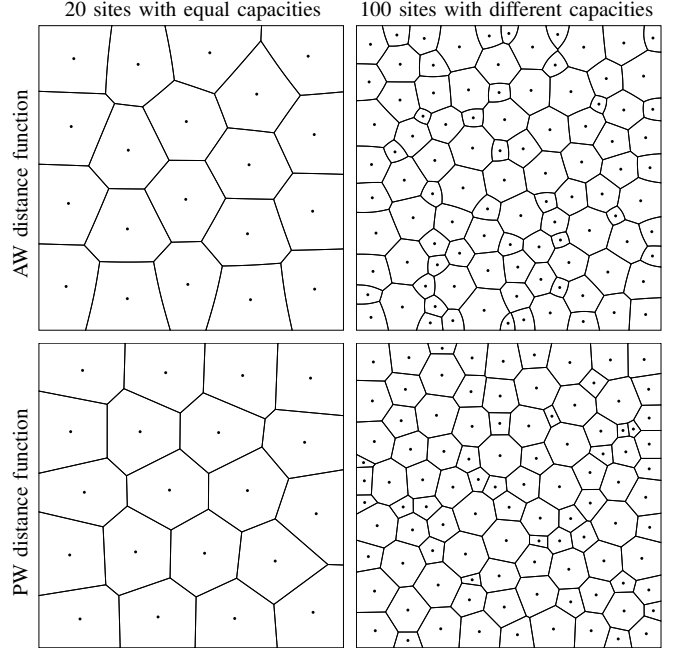 20 sites with equal capacities
100 sites with different capacities
AW distance function
PW distance function